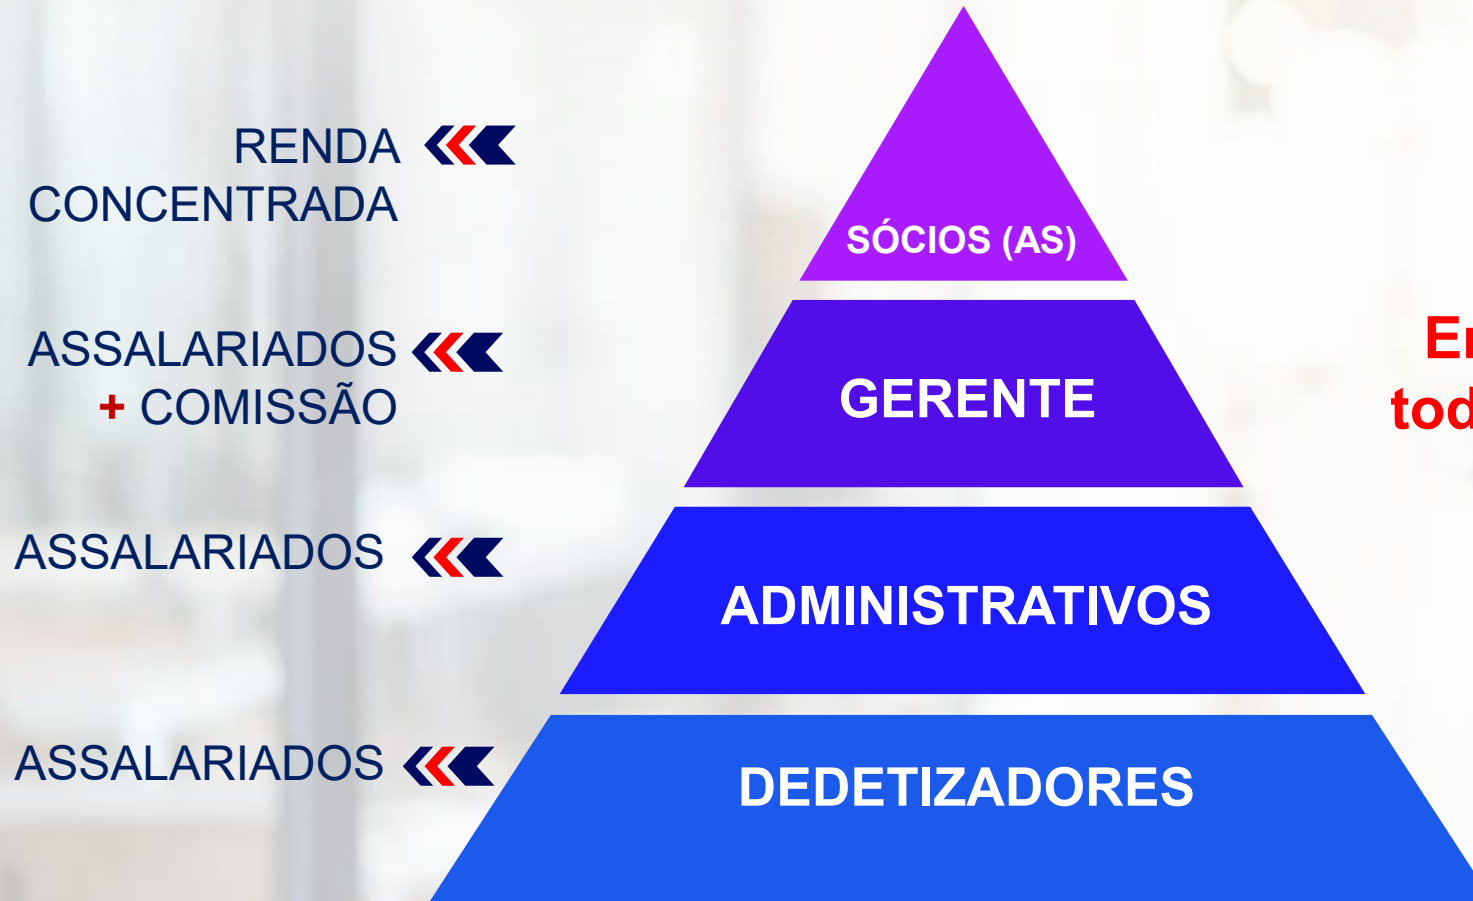 RENDA
CONCENTRADA
SÓCIOS (AS)
ASSALARIADOS
+ COMISSÃO
GERENTE
ASSALARIADOS
ADMINISTRATIVOS
ASSALARIADOS
DEDETIZADORES